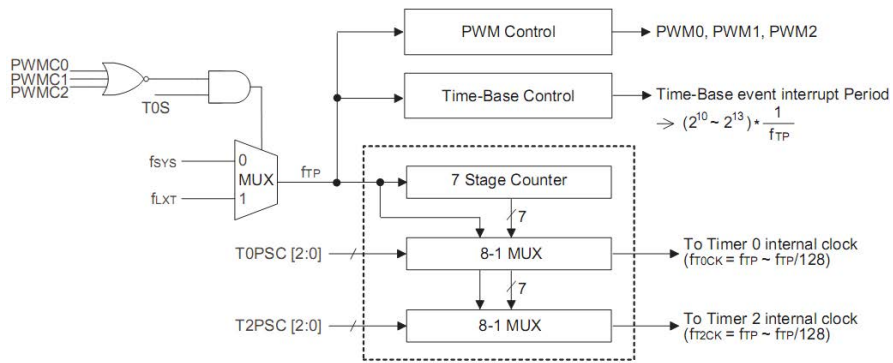 PWM Control
PWM0, PWM1, PWM2
PWMC0
PWMC1
PWMC2
T0S
Time-Base Control
Time-Base event interrupt Period
→ (2^10 ~ 2^13) * 1/fTP
fSYS
0
MUX
fLXT
1
fTP
7 Stage Counter
7
T0PSC [2:0]
8-1 MUX
To Timer 0 internal clock
(fT0CK = fTP ~ fTP/128)
7
T2PSC [2:0]
8-1 MUX
To Timer 2 internal clock
(fT2CK = fTP ~ fTP/128)